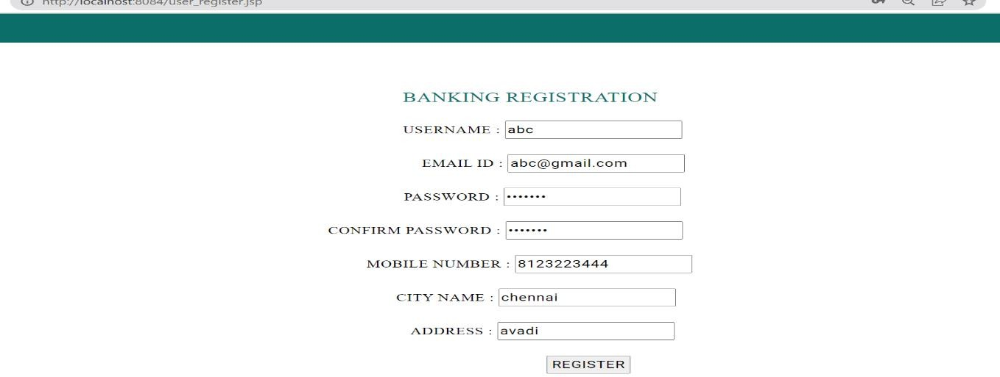 http://localhost:8084/user_register.jsp
BANKING REGISTRATION
USERNAME : abc
EMAIL ID : abc@gmail.com
PASSWORD : •••••••
CONFIRM PASSWORD : •••••••
MOBILE NUMBER : 8123223444
CITY NAME : chennai
ADDRESS : avadi
REGISTER